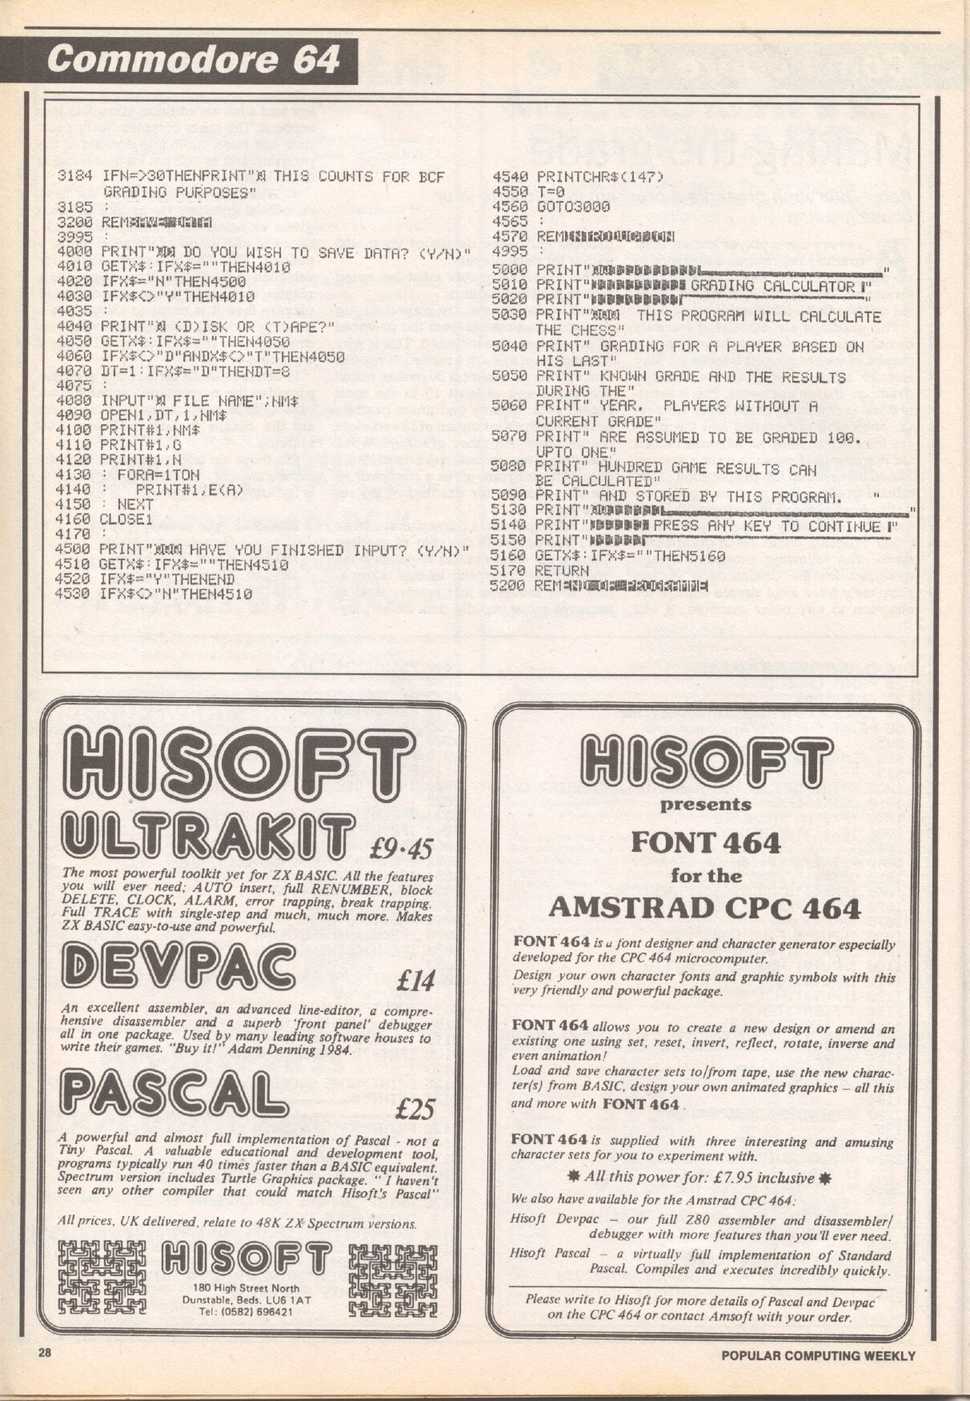 Commodore 64
3184 IFN=>30THENPRINT" THIS COUNTS FOR BCF
GRADING PURPOSES"
3185 :
3200 REM
3995 :
4000 PRINT" DO YOU WISH TO SAVE DATA? (Y/N)"
4010 GETX$:IFX$=""THEN4010
4020 IFX$="N"THEN4500
4030 IFX$<>"Y"THEN4010
4035 :
4040 PRINT" (D)ISK OR (T)APE?"
4050 GETX$:IFX$=""THEN4050
4060 IFX$<>"D"ANDX$<>"T"THEN4050
4070 DT=1:IFX$="D"THENDT=8
4075 :
4080 INPUT" FILE NAME";NM$
4090 OPEN1,DT,1,NM$
4100 PRINT#1,NM$
4110 PRINT#1,G
4120 PRINT#1,N
4130 : FORA=1TON
4140 :   PRINT#1,E(A)
4150 : NEXT
4160 CLOSE1
4170 :
4500 PRINT" HAVE YOU FINISHED INPUT? (Y/N)"
4510 GETX$:IFX$=""THEN4510
4520 IFX$="Y"THENEND
4530 IFX$<>"N"THEN4510
4540 PRINTCHR$(147)
4550 T=0
4560 GOTO3000
4565 :
4570 REM
4995 :
5000 PRINT" "
5010 PRINT" GRADING CALCULATOR "
5020 PRINT" "
5030 PRINT"  THIS PROGRAM WILL CALCULATE
THE CHESS"
5040 PRINT" GRADING FOR A PLAYER BASED ON
HIS LAST"
5050 PRINT" KNOWN GRADE AND THE RESULTS
DURING THE"
5060 PRINT" YEAR.  PLAYERS WITHOUT A
CURRENT GRADE"
5070 PRINT" ARE ASSUMED TO BE GRADED 100.
UPTO ONE"
5080 PRINT" HUNDRED GAME RESULTS CAN
BE CALCULATED"
5090 PRINT" AND STORED BY THIS PROGRAM.   "
5130 PRINT" "
5140 PRINT" PRESS ANY KEY TO CONTINUE "
5150 PRINT"
5160 GETX$:IFX$=""THEN5160
5170 RETURN
5200 REM
HISOFT
ULTRAKIT £9·45
The most powerful toolkit yet for ZX BASIC. All the features
you will ever need; AUTO insert, full RENUMBER, block
DELETE, CLOCK, ALARM, error trapping, break trapping.
Full TRACE with single-step and much, much more. Makes
ZX BASIC easy-to-use and powerful.
DEVPAC £14
An excellent assembler, an advanced line-editor, a compre-
hensive disassembler and a superb 'front panel' debugger
all in one package. Used by many leading software houses to
write their games. "Buy it!" Adam Denning 1984.
PASCAL £25
A powerful and almost full implementation of Pascal - not a
Tiny Pascal. A valuable educational and development tool,
programs typically run 40 times faster than a BASIC equivalent.
Spectrum version includes Turtle Graphics package. " I haven't
seen any other compiler that could match Hisoft's Pascal"
All prices, UK delivered, relate to 48K ZX Spectrum versions.
HISOFT
180 High Street North
Dunstable, Beds. LU6 1AT
Tel: (0582) 696421
HISOFT
presents
FONT 464
for the
AMSTRAD CPC 464
FONT 464 is a font designer and character generator especially
developed for the CPC 464 microcomputer.
Design your own character fonts and graphic symbols with this
very friendly and powerful package.
FONT 464 allows you to create a new design or amend an
existing one using set, reset, invert, reflect, rotate, inverse and
even animation!
Load and save character sets to/from tape, use the new charac-
ter(s) from BASIC, design your own animated graphics – all this
and more with FONT 464 .
FONT 464 is supplied with three interesting and amusing
character sets for you to experiment with.
✸ All this power for: £7.95 inclusive ✸
We also have available for the Amstrad CPC 464:
Hisoft Devpac – our full Z80 assembler and disassembler/
debugger with more features than you'll ever need.
Hisoft Pascal – a virtually full implementation of Standard
Pascal. Compiles and executes incredibly quickly.
Please write to Hisoft for more details of Pascal and Devpac
on the CPC 464 or contact Amsoft with your order.
28
POPULAR COMPUTING WEEKLY